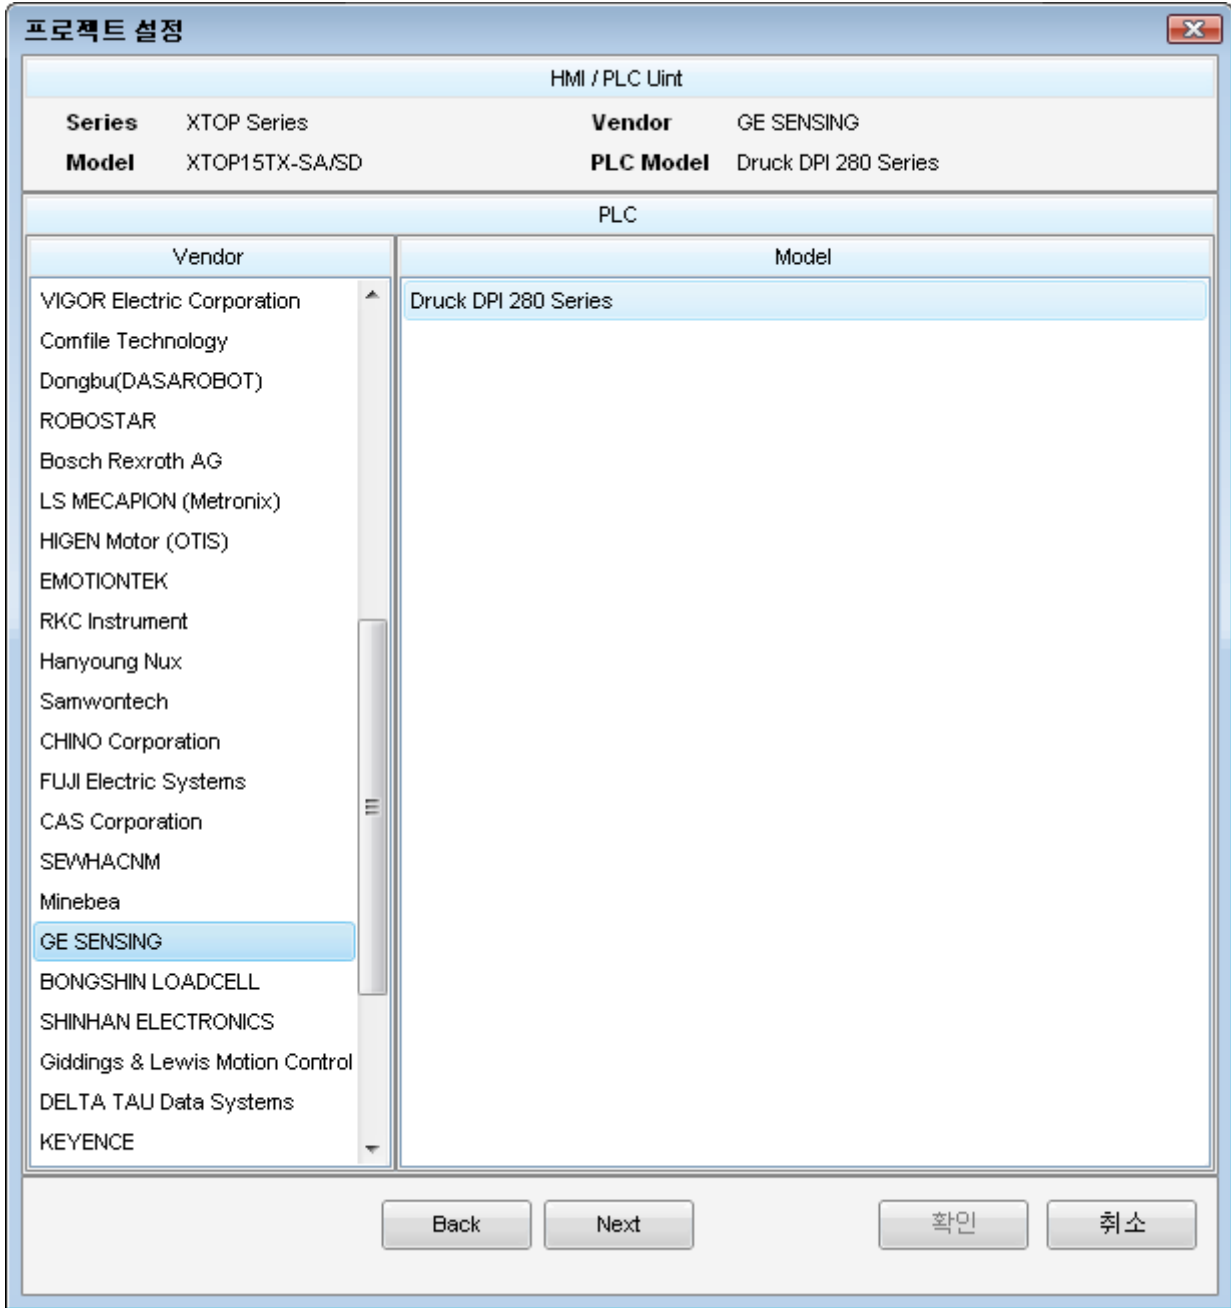 프로젝트 설정
HMI / PLC Uint
Series XTOP Series Vendor GE SENSING
Model XTOP15TX-SA/SD PLC Model Druck DPI 280 Series
PLC
Vendor Model
VIGOR Electric Corporation Druck DPI 280 Series
Comfile Technology
Dongbu(DASAROBOT)
ROBOSTAR
Bosch Rexroth AG
LS MECAPION (Metronix)
HIGEN Motor (OTIS)
EMOTIONTEK
RKC Instrument
Hanyoung Nux
Samwontech
CHINO Corporation
FUJI Electric Systems
CAS Corporation
SEWHACNM
Minebea
GE SENSING
BONGSHIN LOADCELL
SHINHAN ELECTRONICS
Giddings & Lewis Motion Control
DELTA TAU Data Systems
KEYENCE
Back Next 확인 취소